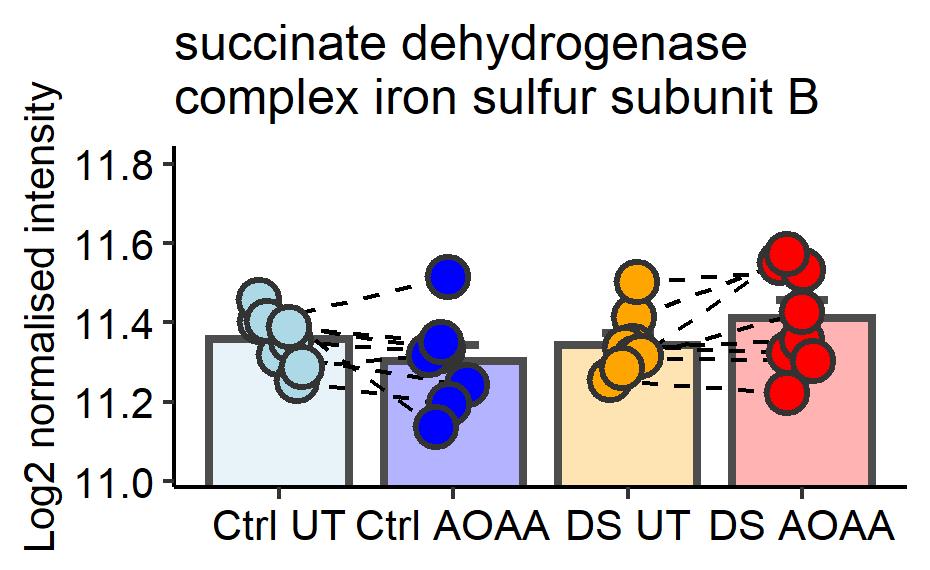 succinate dehydrogenase
complex iron sulfur subunit B
Log2 normalised intensity
11.8
11.6
11.4
11.2
11.0
Ctrl UT Ctrl AOAA DS UT DS AOAA